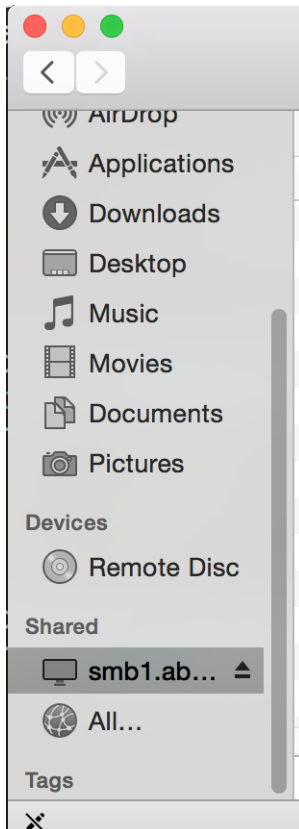 AirDrop
Applications
Downloads
Desktop
Music
Movies
Documents
Pictures
Devices
Remote Disc
Shared
smb1.ab...
All...
Tags